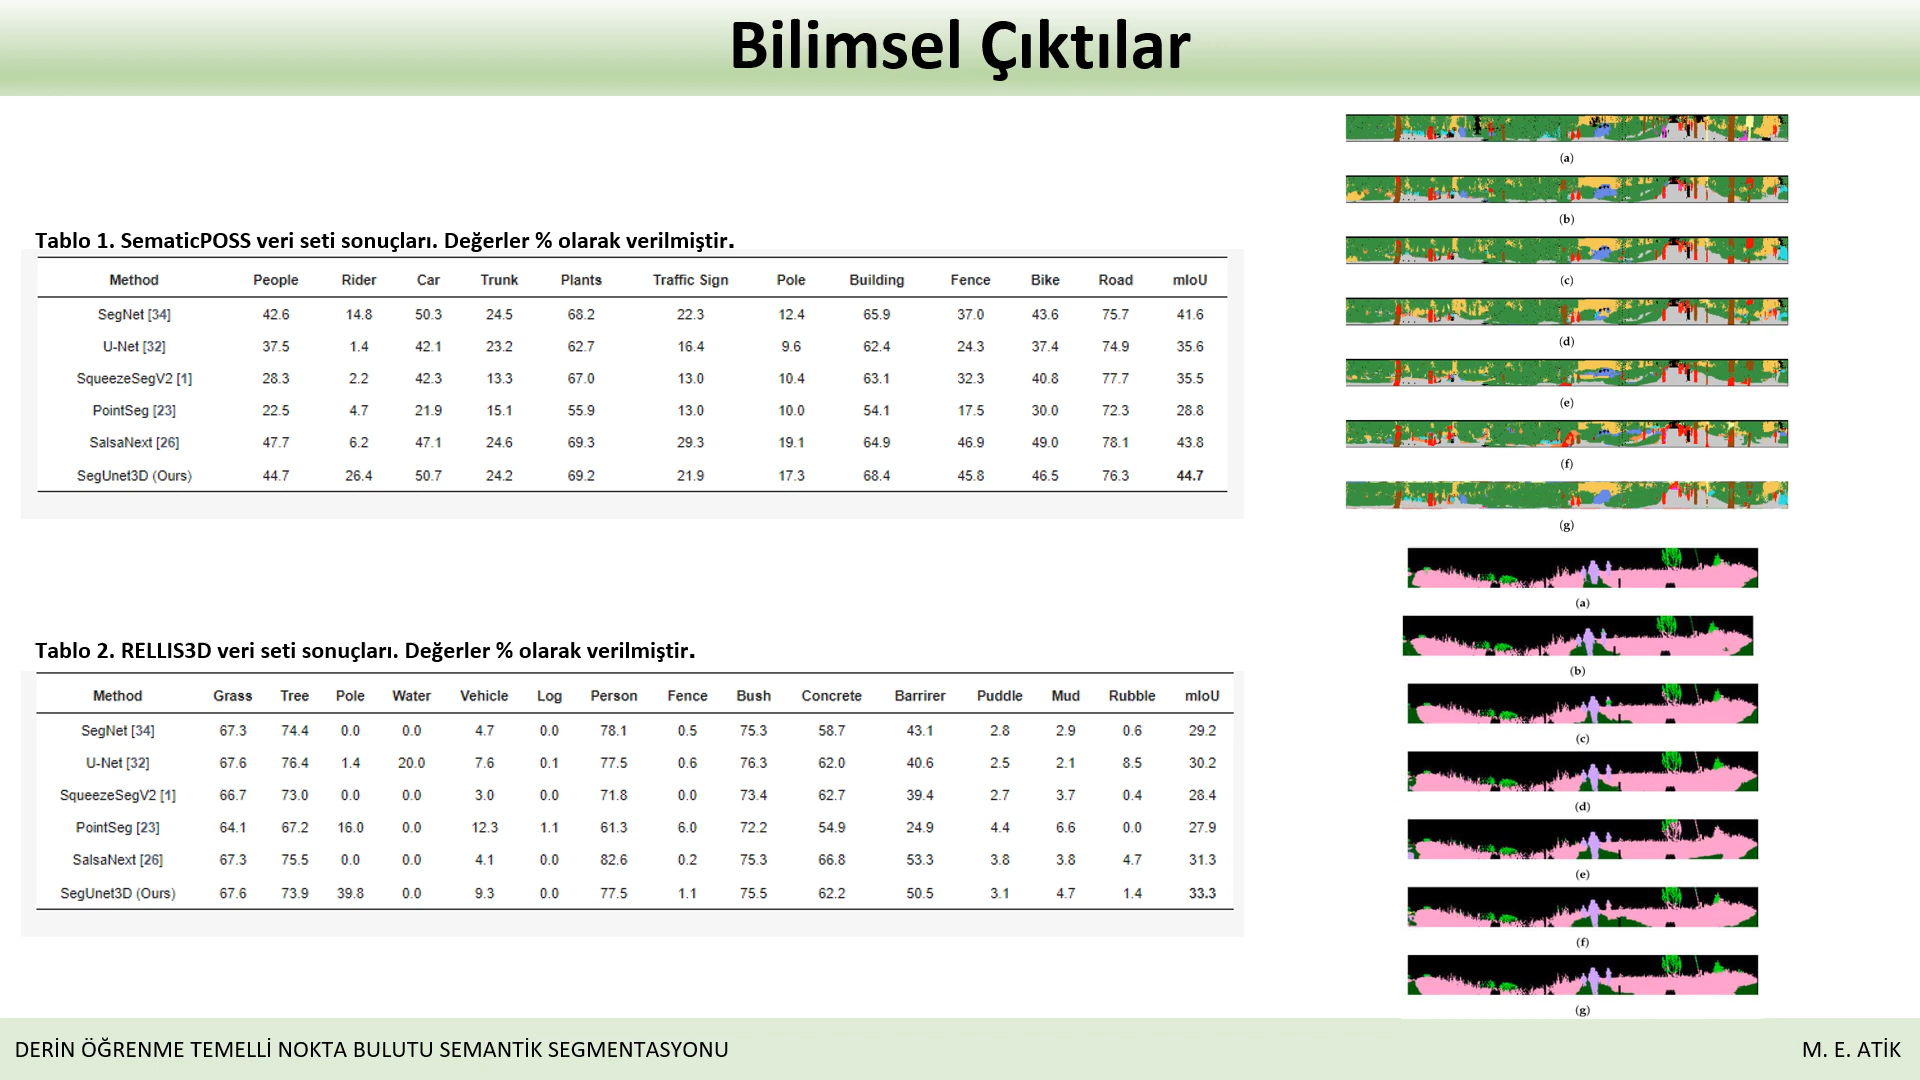 Bilimsel Çıktılar
Tablo 1. SematicPOSS veri seti sonuçları. Değerler % olarak verilmiştir.
Method People Rider Car Trunk Plants Traffic Sign Pole Building Fence Bike Road mIoU
SegNet [34] 42.6 14.8 50.3 24.5 68.2 22.3 12.4 65.9 37.0 43.6 75.7 41.6
U-Net [32] 37.5 1.4 42.1 23.2 62.7 16.4 9.6 62.4 24.3 37.4 74.9 35.6
SqueezeSegV2 [1] 28.3 2.2 42.3 13.3 67.0 13.0 10.4 63.1 32.3 40.8 77.7 35.5
PointSeg [23] 22.5 4.7 21.9 15.1 55.9 13.0 10.0 54.1 17.5 30.0 72.3 28.8
SalsaNext [26] 47.7 6.2 47.1 24.6 69.3 29.3 19.1 64.9 46.9 49.0 78.1 43.8
SegUnet3D (Ours) 44.7 26.4 50.7 24.2 69.2 21.9 17.3 68.4 45.8 46.5 76.3 44.7
Tablo 2. RELLIS3D veri seti sonuçları. Değerler % olarak verilmiştir.
Method Grass Tree Pole Water Vehicle Log Person Fence Bush Concrete Barrirer Puddle Mud Rubble mIoU
SegNet [34] 67.3 74.4 0.0 0.0 4.7 0.0 78.1 0.5 75.3 58.7 43.1 2.8 2.9 0.6 29.2
U-Net [32] 67.6 76.4 1.4 20.0 7.6 0.1 77.5 0.6 76.3 62.0 40.6 2.5 2.1 8.5 30.2
SqueezeSegV2 [1] 66.7 73.0 0.0 0.0 3.0 0.0 71.8 0.0 73.4 62.7 39.4 2.7 3.7 0.4 28.4
PointSeg [23] 64.1 67.2 16.0 0.0 12.3 1.1 61.3 6.0 72.2 54.9 24.9 4.4 6.6 0.0 27.9
SalsaNext [26] 67.3 75.5 0.0 0.0 4.1 0.0 82.6 0.2 75.3 66.8 53.3 3.8 3.8 4.7 31.3
SegUnet3D (Ours) 67.6 73.9 39.8 0.0 9.3 0.0 77.5 1.1 75.5 62.2 50.5 3.1 4.7 1.4 33.3
(a)
(b)
(c)
(d)
(e)
(f)
(g)
(a)
(b)
(c)
(d)
(e)
(f)
(g)
DERİN ÖĞRENME TEMELLİ NOKTA BULUTU SEMANTİK SEGMENTASYONU
M. E. ATİK